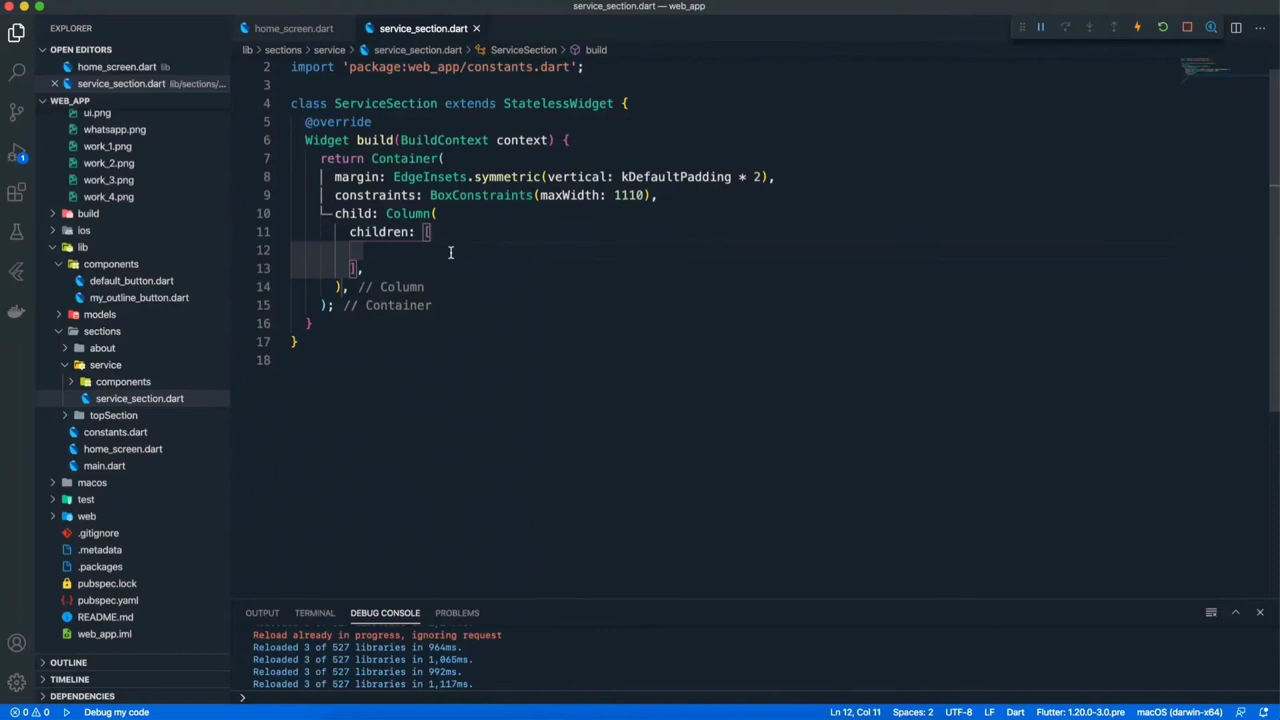 service_section.dart — web_app
EXPLORER
OPEN EDITORS
home_screen.dart lib
service_section.dart lib/sections/...
WEB_APP
ui.png
whatsapp.png
work_1.png
work_2.png
work_3.png
work_4.png
build
ios
lib
components
default_button.dart
my_outline_button.dart
models
sections
about
service
components
service_section.dart
topSection
constants.dart
home_screen.dart
main.dart
macos
test
web
.gitignore
.metadata
.packages
pubspec.lock
pubspec.yaml
README.md
web_app.iml
OUTLINE
TIMELINE
DEPENDENCIES
1
home_screen.dart
service_section.dart
lib > sections > service > service_section.dart > ServiceSection > build
2 import 'package:web_app/constants.dart';
3
4 class ServiceSection extends StatelessWidget {
5 @override
6 Widget build(BuildContext context) {
7 return Container(
8 margin: EdgeInsets.symmetric(vertical: kDefaultPadding * 2),
9 constraints: BoxConstraints(maxWidth: 1110),
10 child: Column(
11 children: [
12
13 ],
14 ), // Column
15 ); // Container
16 }
17 }
18
OUTPUT TERMINAL DEBUG CONSOLE PROBLEMS
Reload already in progress, ignoring request
Reloaded 3 of 527 libraries in 964ms.
Reloaded 3 of 527 libraries in 1,065ms.
Reloaded 3 of 527 libraries in 992ms.
Reloaded 3 of 527 libraries in 1,117ms.
>
0 0 Debug my code Ln 12, Col 11 Spaces: 2 UTF-8 LF Dart Flutter: 1.20.0-3.0.pre macOS (darwin-x64)